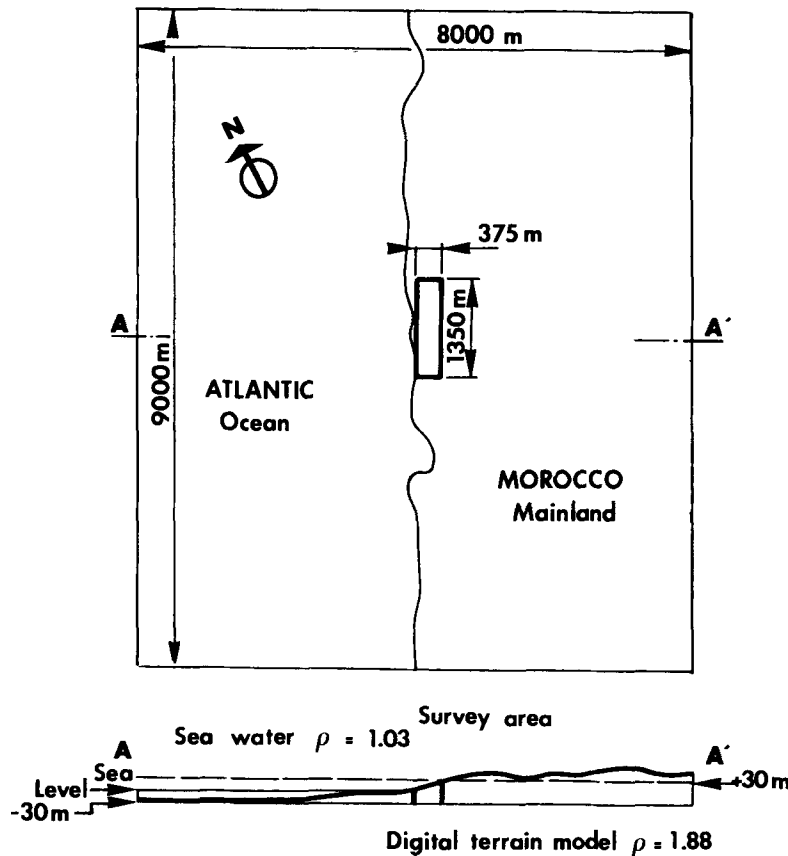 8000 m
N
375 m
1350 m
A
A´
9000 m
ATLANTIC
Ocean
MOROCCO
Mainland
Survey area
A
Sea water ρ = 1.03
A´
Sea
Level
+30 m
-30 m
Digital terrain model ρ = 1.88